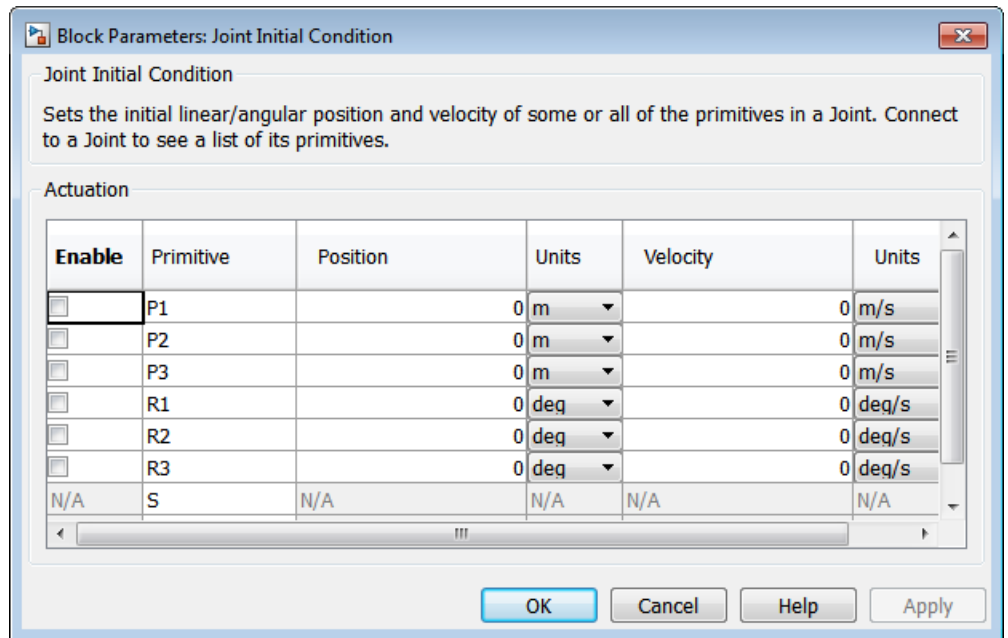 Block Parameters: Joint Initial Condition
Joint Initial Condition
Sets the initial linear/angular position and velocity of some or all of the primitives in a Joint. Connect
to a Joint to see a list of its primitives.
Actuation
Enable Primitive Position Units Velocity Units
P1 0 m 0 m/s
P2 0 m 0 m/s
P3 0 m 0 m/s
R1 0 deg 0 deg/s
R2 0 deg 0 deg/s
R3 0 deg 0 deg/s
N/A S N/A N/A N/A N/A
OK Cancel Help Apply